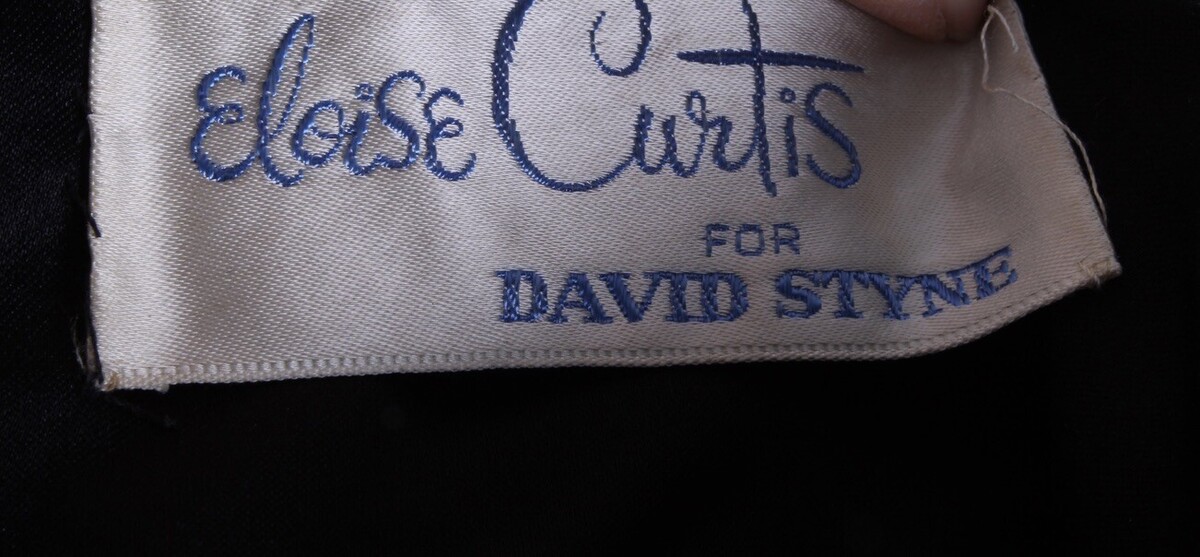 Eloise Curtis
FOR
DAVID STYNE